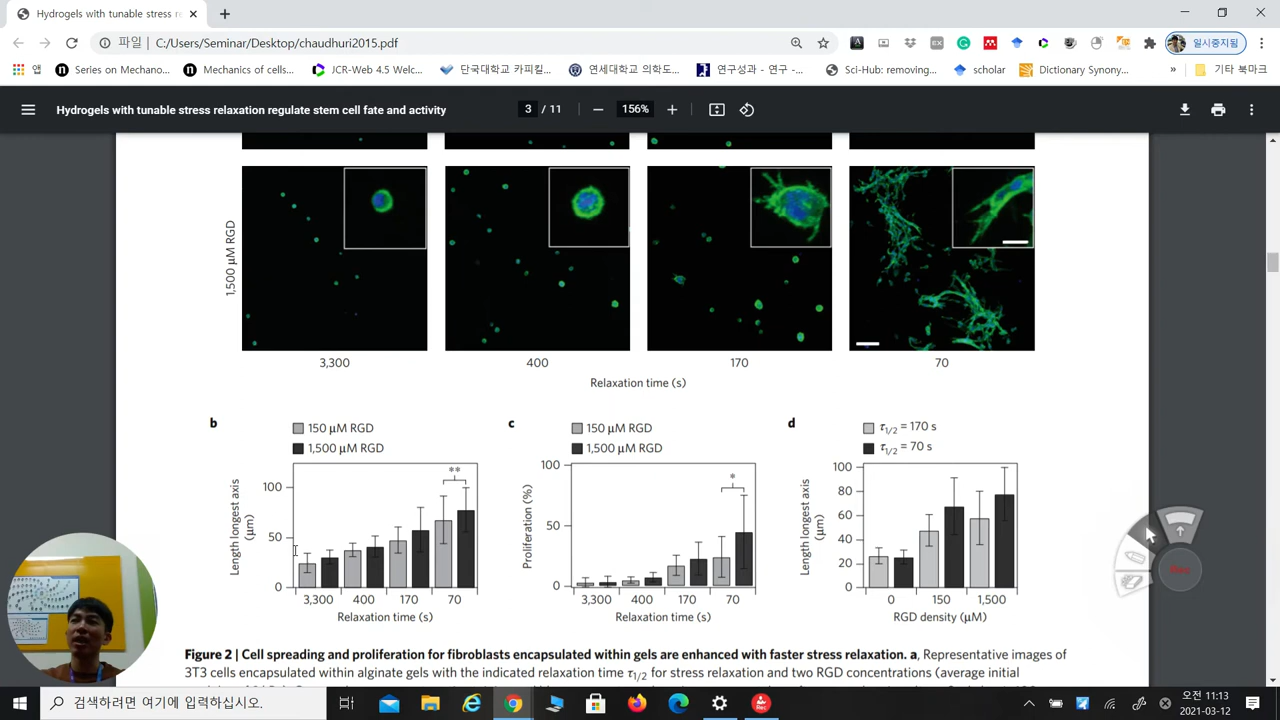 Hydrogels with tunable stress r
파일 C:/Users/Seminar/Desktop/chaudhuri2015.pdf
일시중지됨
앱 Series on Mechano... Mechanics of cells... JCR-Web 4.5 Welc... 단국대학교 카피킬... 연세대학교 의학도... 연구성과 - 연구 - ... Sci-Hub: removing... scholar Dictionary Synony... » 기타 북마크
Hydrogels with tunable stress relaxation regulate stem cell fate and activity 3 / 11 156%
1,500 μM RGD
3,300 400 170 70
Relaxation time (s)
b
150 μM RGD
1,500 μM RGD
Length longest axis
(μm)
100
50
0
**
3,300 400 170 70
Relaxation time (s)
c
150 μM RGD
1,500 μM RGD
Proliferation (%)
100
50
0
*
3,300 400 170 70
Relaxation time (s)
d
τ1/2 = 170 s
τ1/2 = 70 s
Length longest axis
(μm)
100
80
60
40
20
0
0 150 1,500
RGD density (μM)
Figure 2 | Cell spreading and proliferation for fibroblasts encapsulated within gels are enhanced with faster stress relaxation. a, Representative images of
3T3 cells encapsulated within alginate gels with the indicated relaxation time τ1/2 for stress relaxation and two RGD concentrations (average initial
Rec
검색하려면 여기에 입력하십시오.
오전 11:13
2021-03-12